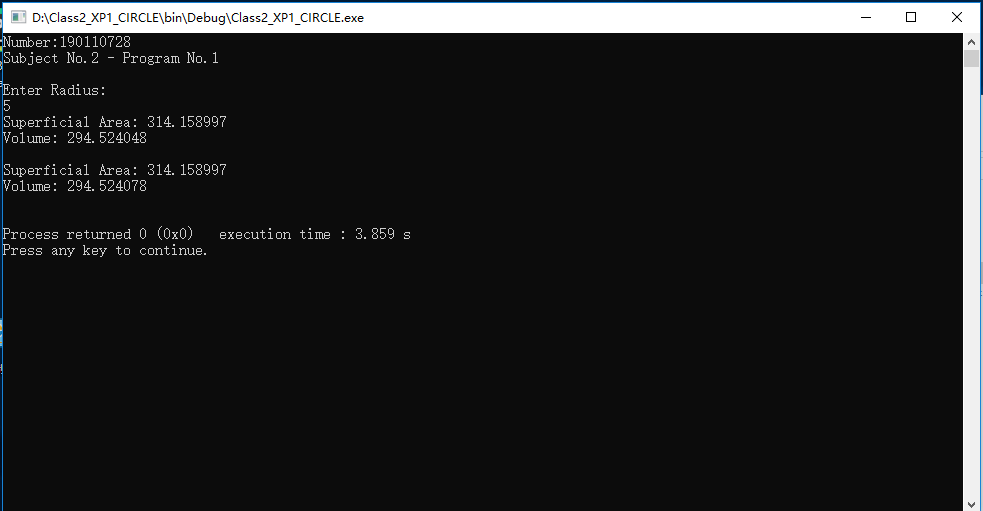 D:\Class2_XP1_CIRCLE\bin\Debug\Class2_XP1_CIRCLE.exe
Number:190110728
Subject No.2 - Program No.1
Enter Radius:
5
Superficial Area: 314.158997
Volume: 294.524048
Superficial Area: 314.158997
Volume: 294.524078
Process returned 0 (0x0)   execution time : 3.859 s
Press any key to continue.